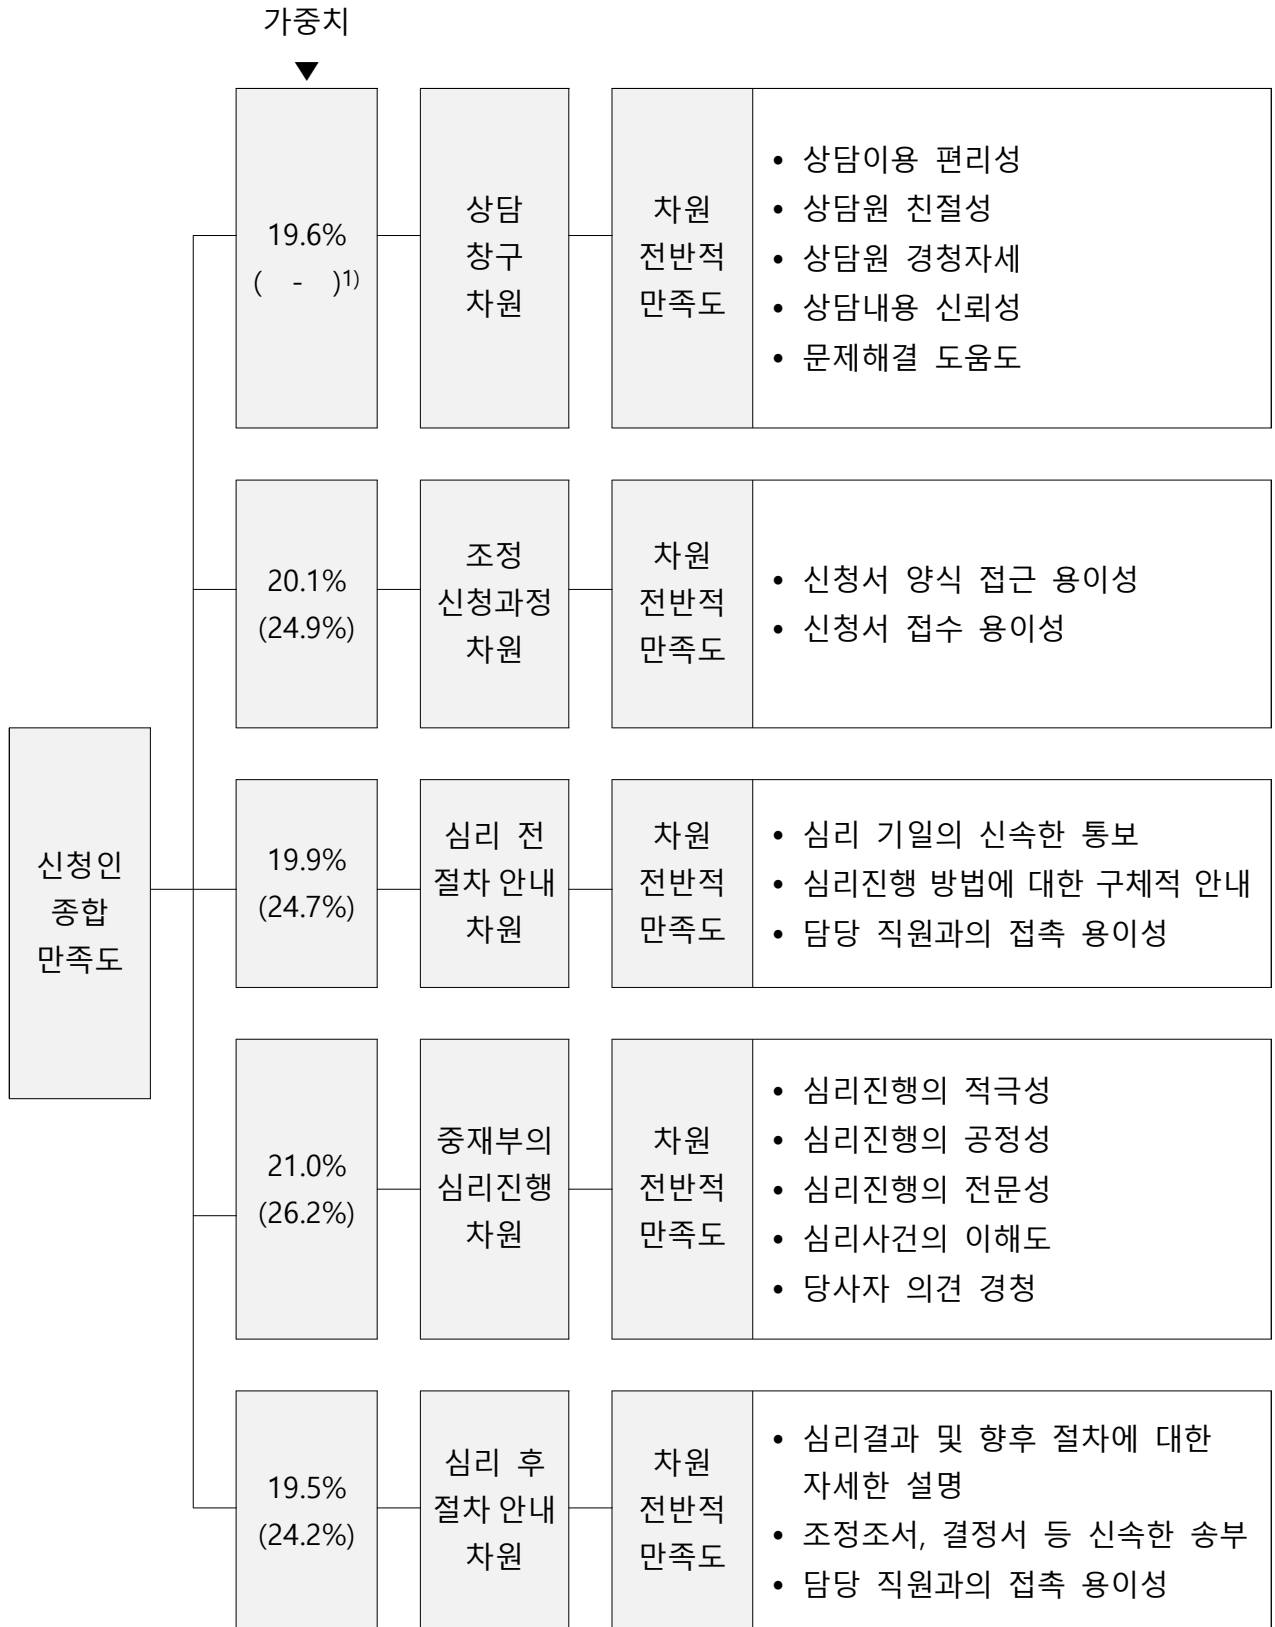 가중치
▼
19.6%
( - )1)
상담
창구
차원
차원
전반적
만족도
• 상담이용 편리성
• 상담원 친절성
• 상담원 경청자세
• 상담내용 신뢰성
• 문제해결 도움도
20.1%
(24.9%)
조정
신청과정
차원
차원
전반적
만족도
• 신청서 양식 접근 용이성
• 신청서 접수 용이성
신청인
종합
만족도
19.9%
(24.7%)
심리 전
절차 안내
차원
차원
전반적
만족도
• 심리 기일의 신속한 통보
• 심리진행 방법에 대한 구체적 안내
• 담당 직원과의 접촉 용이성
21.0%
(26.2%)
중재부의
심리진행
차원
차원
전반적
만족도
• 심리진행의 적극성
• 심리진행의 공정성
• 심리진행의 전문성
• 심리사건의 이해도
• 당사자 의견 경청
19.5%
(24.2%)
심리 후
절차 안내
차원
차원
전반적
만족도
• 심리결과 및 향후 절차에 대한
자세한 설명
• 조정조서, 결정서 등 신속한 송부
• 담당 직원과의 접촉 용이성